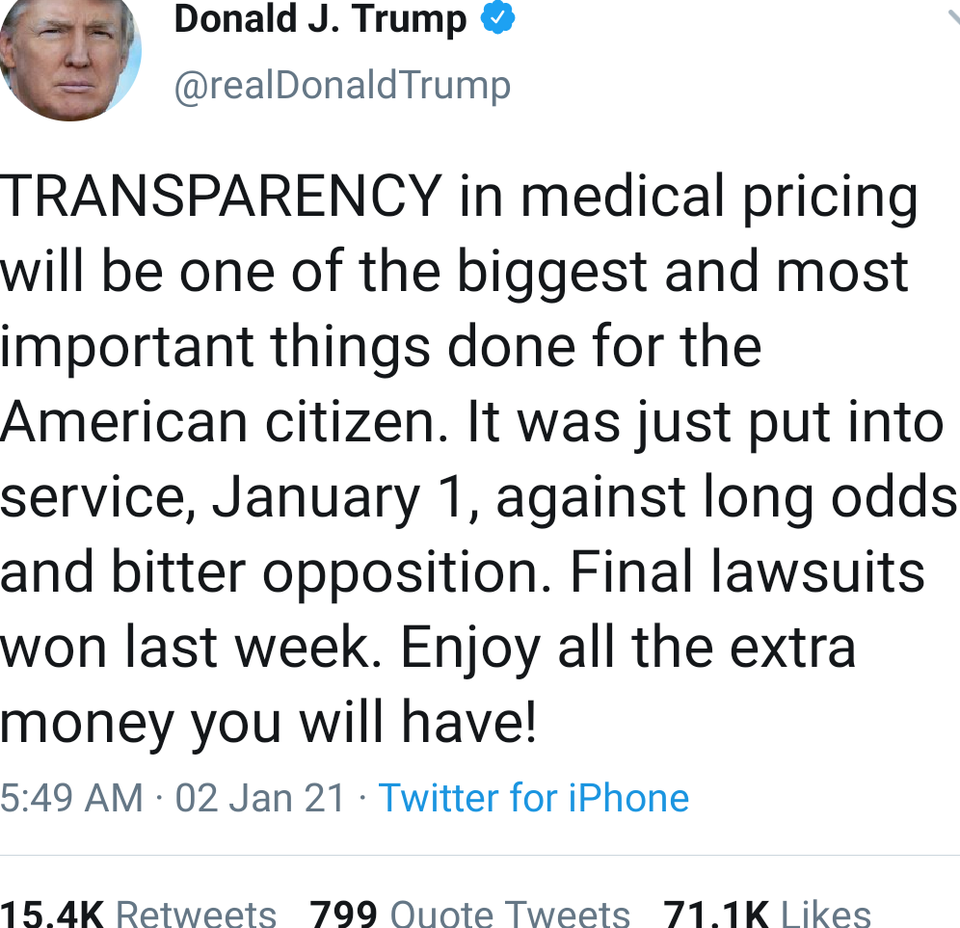 Donald J. Trump
@realDonaldTrump
TRANSPARENCY in medical pricing
will be one of the biggest and most
important things done for the
American citizen. It was just put into
service, January 1, against long odds
and bitter opposition. Final lawsuits
won last week. Enjoy all the extra
money you will have!
5:49 AM · 02 Jan 21 · Twitter for iPhone
15.4K Retweets 799 Quote Tweets 71.1K Likes